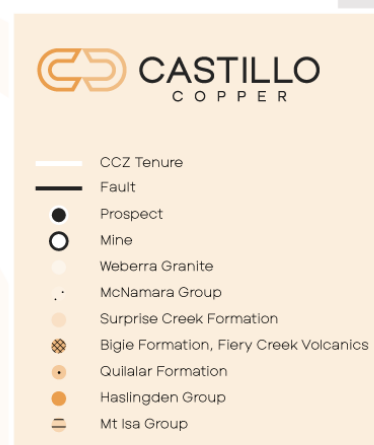 CASTILLO
COPPER
CCZ Tenure
Fault
Prospect
Mine
Weberra Granite
McNamara Group
Surprise Creek Formation
Bigie Formation, Fiery Creek Volcanics
Quilalar Formation
Haslingden Group
Mt Isa Group